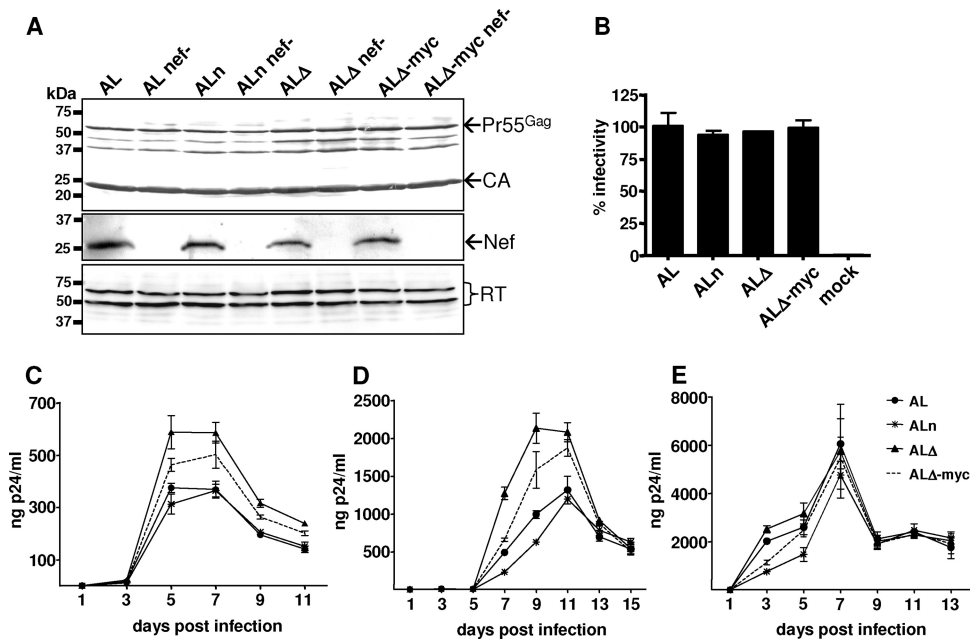 A
AL
AL nef-
ALn
ALn nef-
ALΔ
ALΔ nef-
ALΔ-myc
ALΔ-myc nef-
kDa
75
50
37
25
20
Pr55Gag
CA
37
25
Nef
75
50
37
RT
B
% infectivity
125
100
75
50
25
0
AL
ALn
ALΔ
ALΔ-myc
mock
C
ng p24/ml
700
500
300
100
1 3 5 7 9 11
days post infection
D
ng p24/ml
2500
2000
1500
1000
500
1 3 5 7 9 11 13 15
days post infection
E
ng p24/ml
8000
6000
4000
2000
1 3 5 7 9 11 13
days post infection
AL
ALn
ALΔ
ALΔ-myc